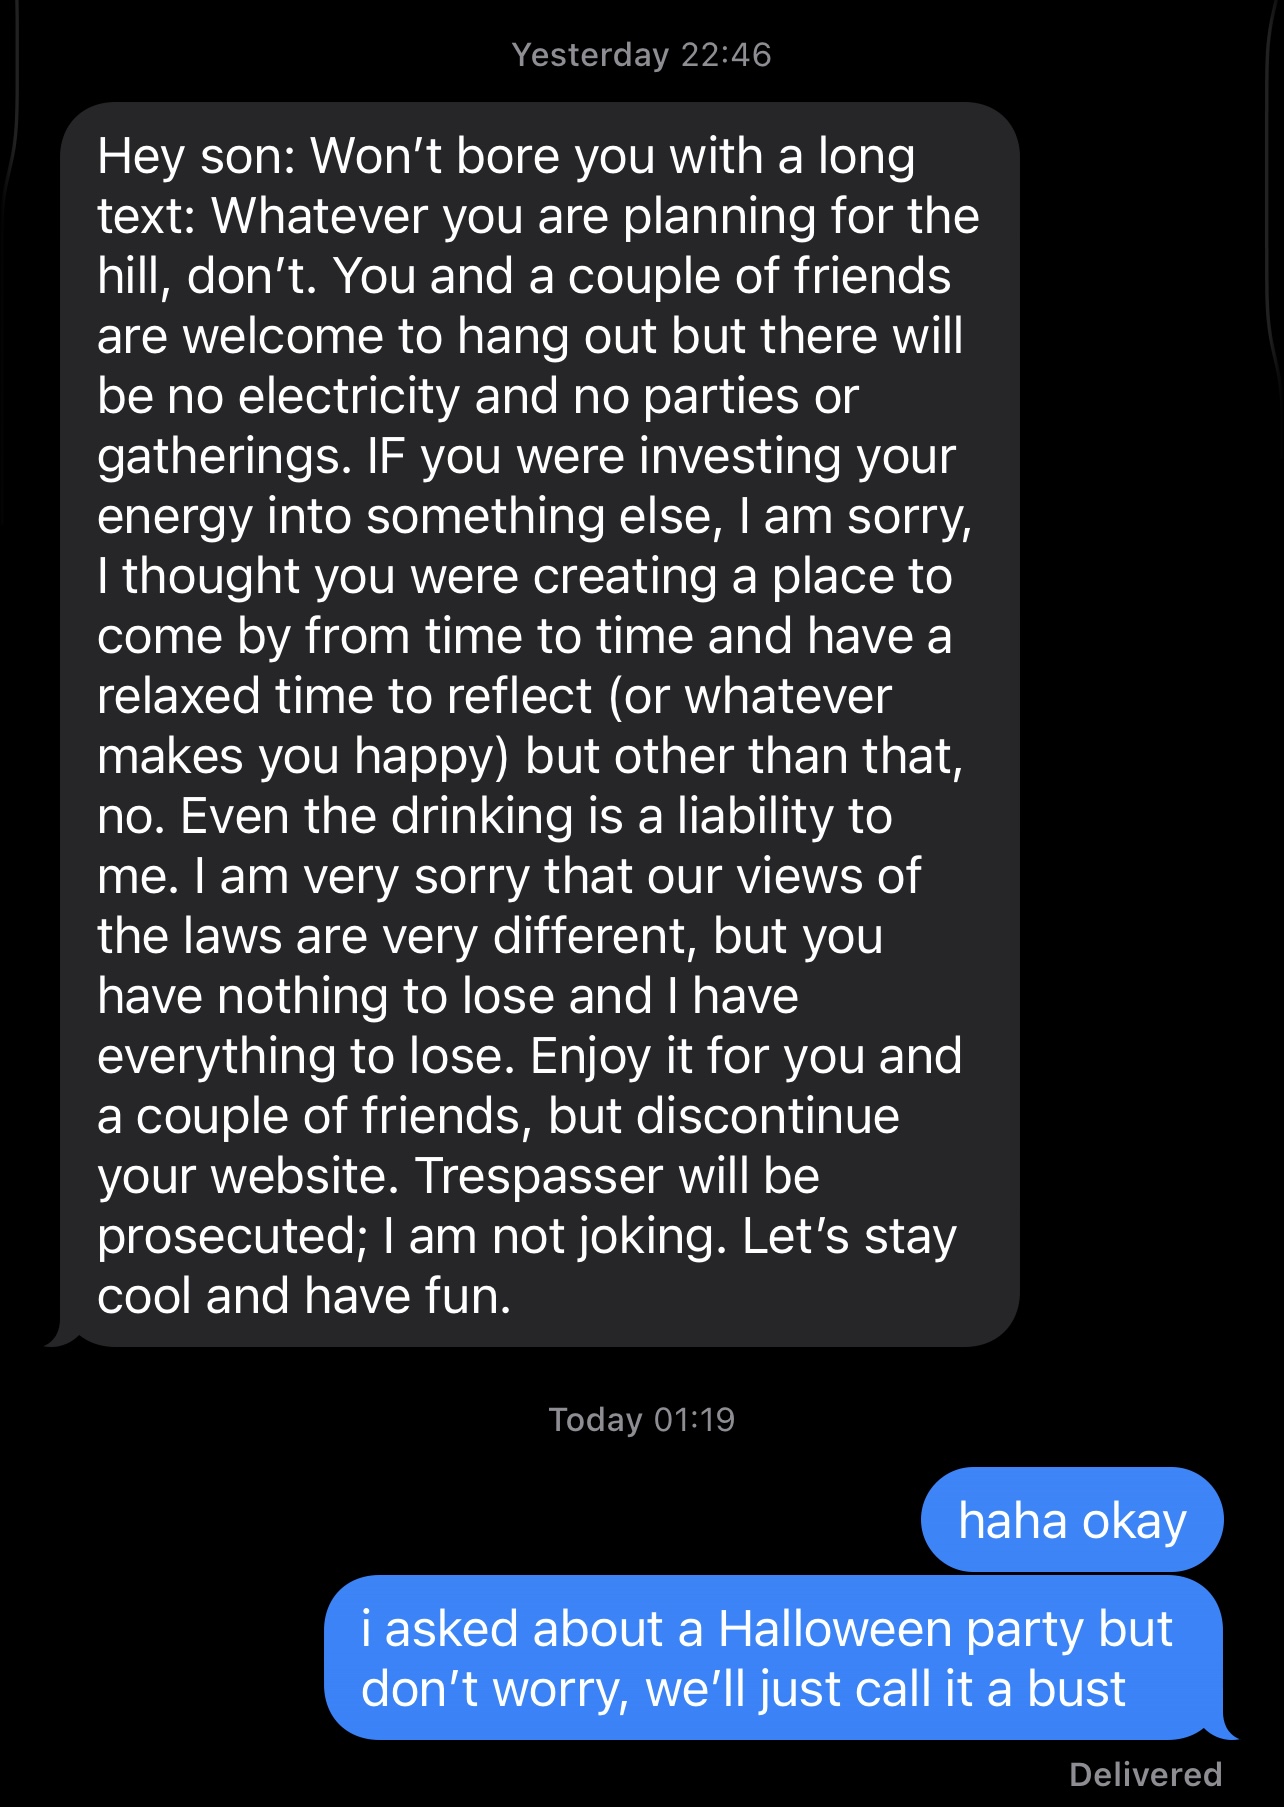 Yesterday 22:46
Hey son: Won’t bore you with a long
text: Whatever you are planning for the
hill, don’t. You and a couple of friends
are welcome to hang out but there will
be no electricity and no parties or
gatherings. IF you were investing your
energy into something else, I am sorry,
I thought you were creating a place to
come by from time to time and have a
relaxed time to reflect (or whatever
makes you happy) but other than that,
no. Even the drinking is a liability to
me. I am very sorry that our views of
the laws are very different, but you
have nothing to lose and I have
everything to lose. Enjoy it for you and
a couple of friends, but discontinue
your website. Trespasser will be
prosecuted; I am not joking. Let’s stay
cool and have fun.
Today 01:19
haha okay
i asked about a Halloween party but
don’t worry, we’ll just call it a bust
Delivered